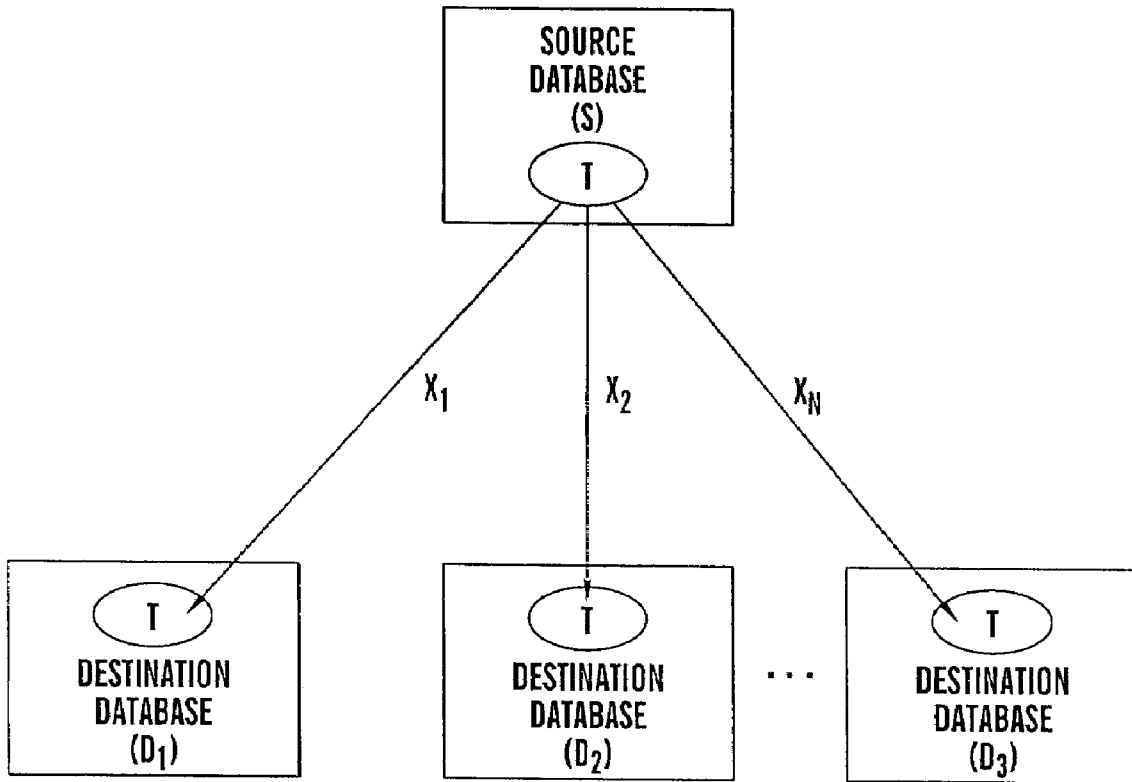 SOURCE
DATABASE
(S)
T
X1
X2
XN
T
DESTINATION
DATABASE
(D1)
T
DESTINATION
DATABASE
(D2)
...
T
DESTINATION
DATABASE
(D3)